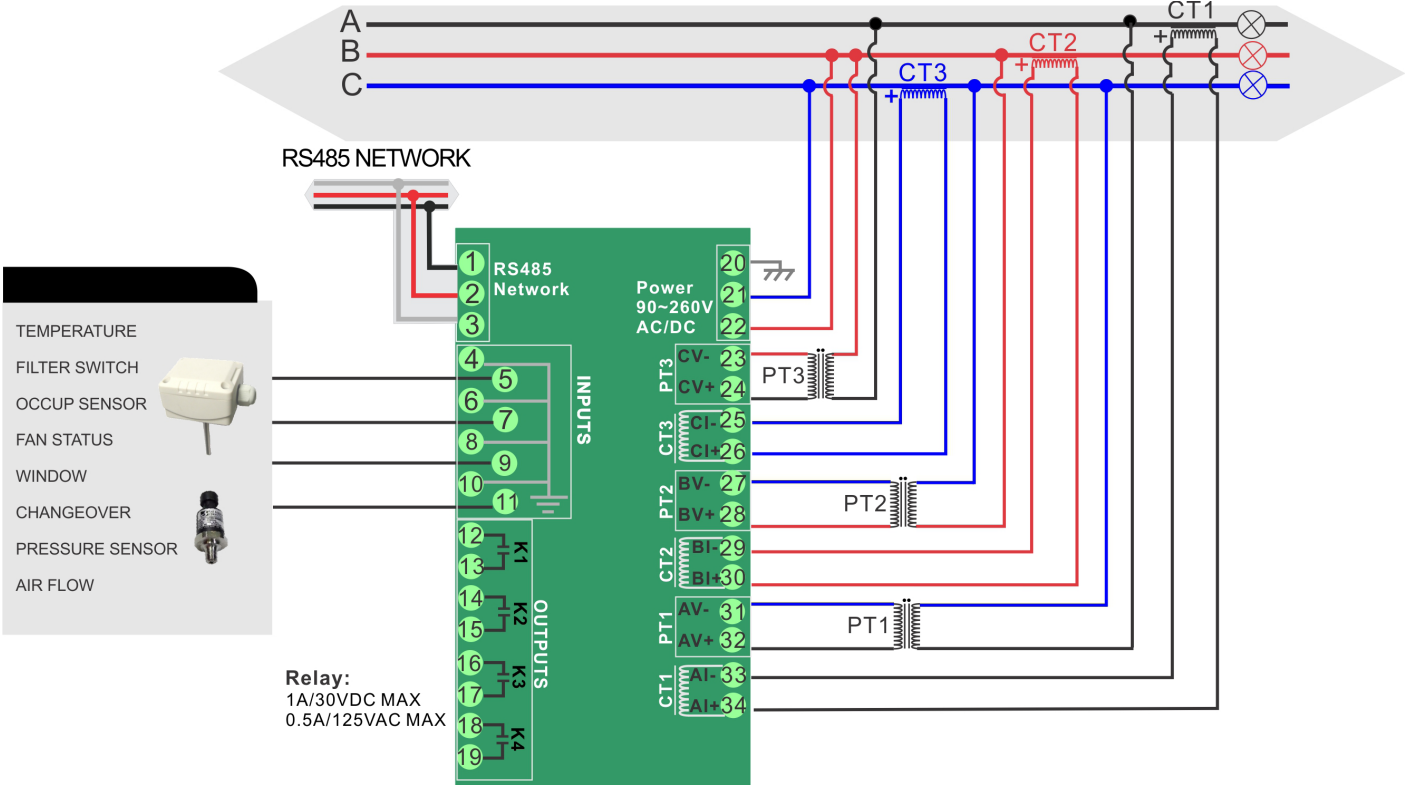 A
B
C
CT1
+
CT2
+
CT3
+
RS485 NETWORK
TEMPERATURE
FILTER SWITCH
OCCUP SENSOR
FAN STATUS
WINDOW
CHANGEOVER
PRESSURE SENSOR
AIR FLOW
Relay:
1A/30VDC MAX
0.5A/125VAC MAX
1
2
3
RS485
Network
4
5
6
7
8
9
10
11
INPUTS
12
13
K1
14
15
K2
16
17
K3
18
19
K4
OUTPUTS
Power
90~260V
AC/DC
20
21
22
PT3
CV- 23
CV+ 24
CT3
CI- 25
CI+ 26
PT2
BV- 27
BV+ 28
CT2
BI- 29
BI+ 30
PT1
AV- 31
AV+ 32
CT1
AI- 33
AI+ 34
PT3
PT2
PT1